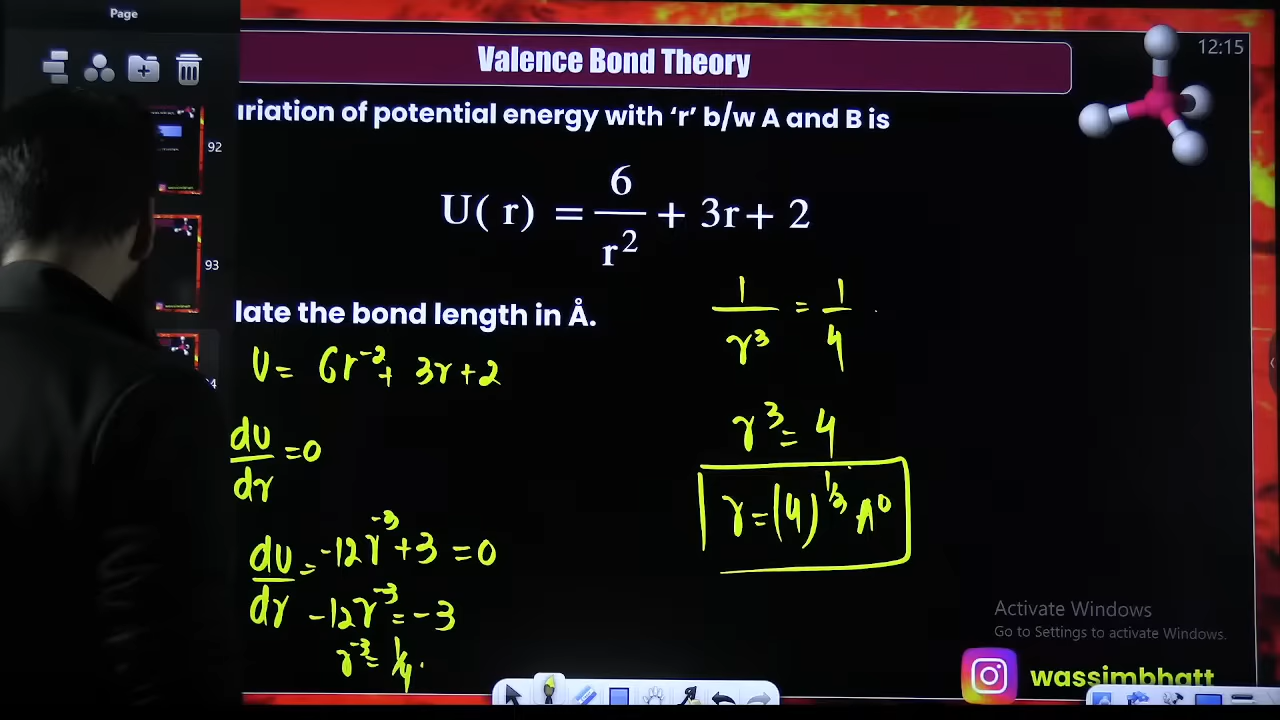 Page
12:15
Valence Bond Theory
ariation of potential energy with ‘r’ b/w A and B is
92
U( r) = 6/r² + 3r + 2
93
late the bond length in Å.
1/r³ = 1/4
U = 6r⁻² + 3r + 2
r³ = 4
dU/dr = 0
r = (4)^1/3 A⁰
dU/dr = -12r⁻³ + 3 = 0
-12r⁻³ = -3
r⁻³ = 1/4.
Activate Windows
Go to Settings to activate Windows.
wassimbhatt